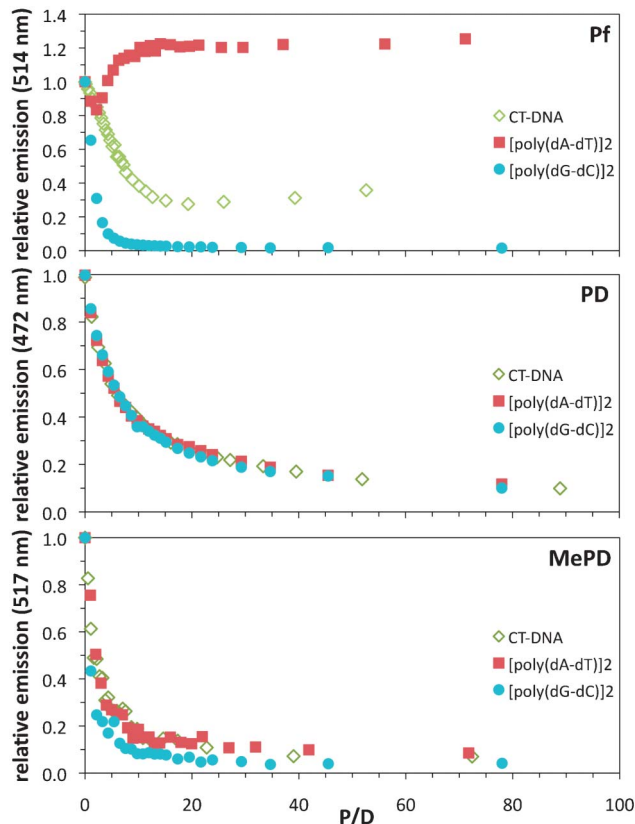 1.4
1.2
1.0
0.8
0.6
0.4
0.2
0.0
relative emission (514 nm)
Pf
CT-DNA
[poly(dA-dT)]2
[poly(dG-dC)]2
1.0
0.8
0.6
0.4
0.2
0.0
relative emission (472 nm)
PD
CT-DNA
[poly(dA-dT)]2
[poly(dG-dC)]2
1.0
0.8
0.6
0.4
0.2
0.0
relative emission (517 nm)
MePD
CT-DNA
[poly(dA-dT)]2
[poly(dG-dC)]2
0 20 40 60 80 100
P/D